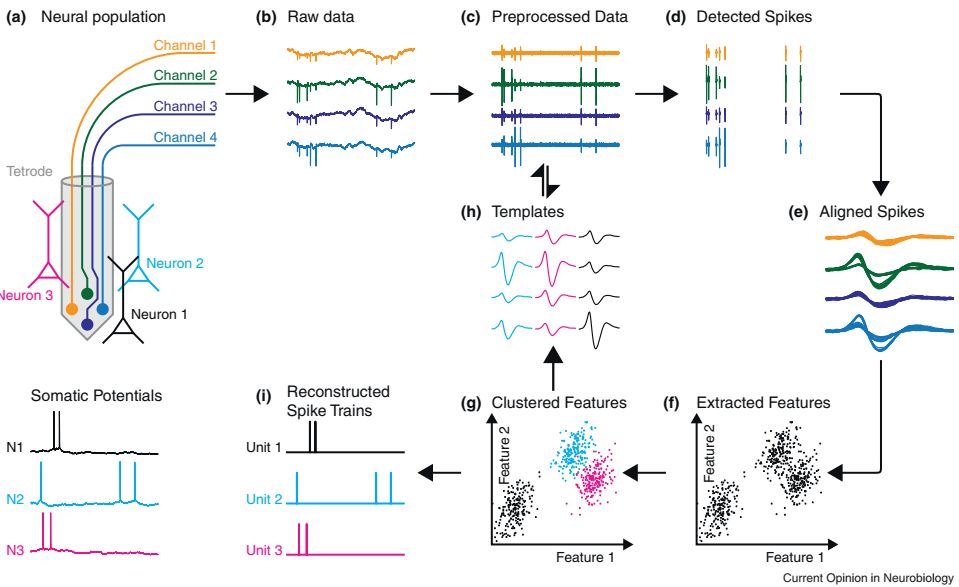 (a) Neural population
(b) Raw data
(c) Preprocessed Data
(d) Detected Spikes
Channel 1
Channel 2
Channel 3
Channel 4
Tetrode
Neuron 2
Neuron 3
Neuron 1
(h) Templates
(e) Aligned Spikes
Somatic Potentials
N1
N2
N3
(i) Reconstructed
Spike Trains
Unit 1
Unit 2
Unit 3
(g) Clustered Features
Feature 2
Feature 1
(f) Extracted Features
Feature 2
Feature 1
Current Opinion in Neurobiology